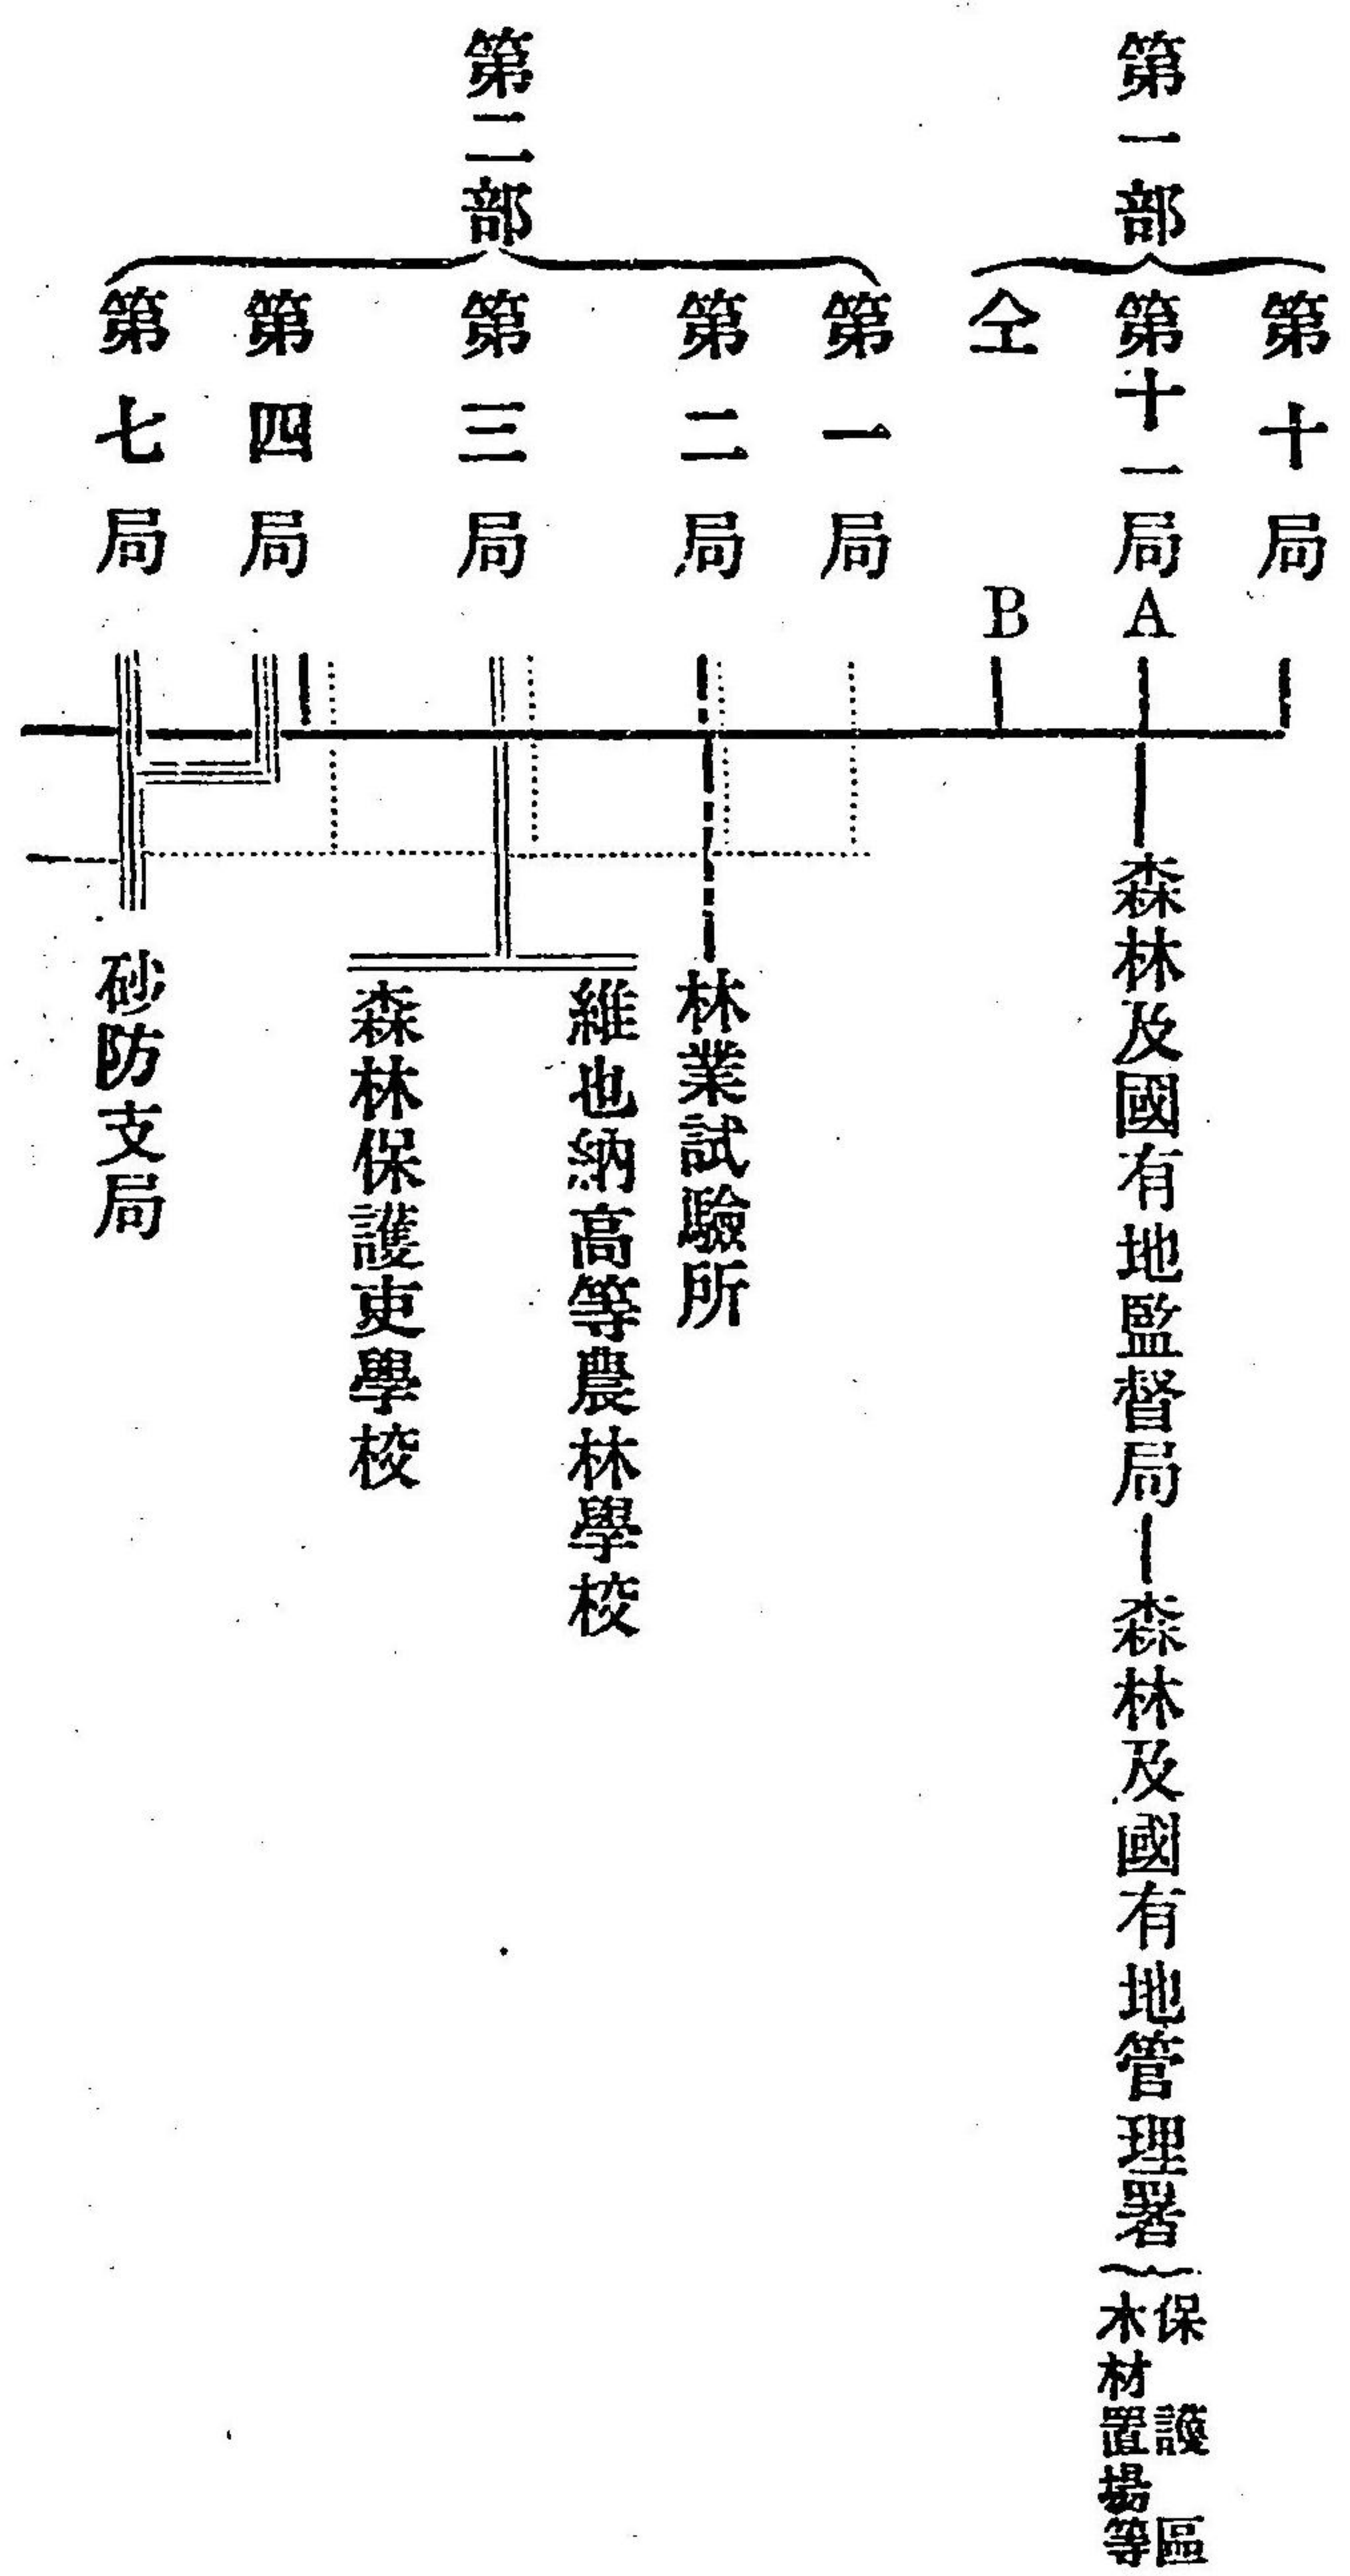 第一部
第十局
第十一局A
仝B
森林及國有地監督局
森林及國有地管理署
保護區
木材置場等
第二部
第一局
第二局
第三局
第四局
第七局
林業試驗所
維也納高等農林學校
森林保護吏學校
砂防支局